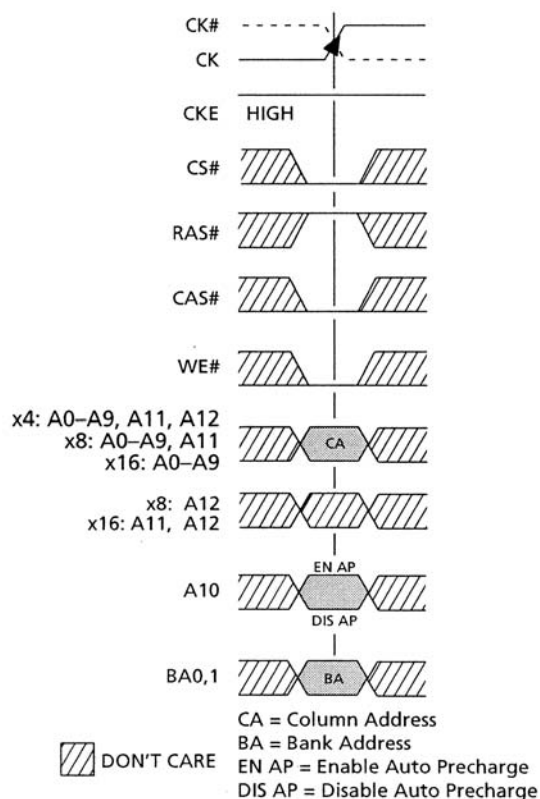 CK#
CK
CKE HIGH
CS#
RAS#
CAS#
WE#
x4: A0–A9, A11, A12
x8: A0–A9, A11
x16: A0–A9
CA
x8: A12
x16: A11, A12
EN AP
A10
DIS AP
BA0,1
BA
CA = Column Address
BA = Bank Address
DON'T CARE
EN AP = Enable Auto Precharge
DIS AP = Disable Auto Precharge